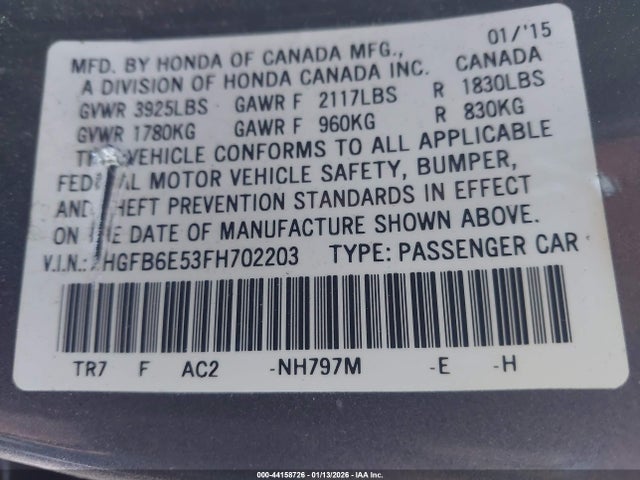 01/'15
MFD. BY HONDA OF CANADA MFG.,
A DIVISION OF HONDA CANADA INC. CANADA
GVWR 3925LBS GAWR F 2117LBS R 1830LBS
GVWR 1780KG GAWR F 960KG R 830KG
VEHICLE CONFORMS TO ALL APPLICABLE
MOTOR VEHICLE SAFETY, BUMPER,
PREVENTION STANDARDS IN EFFECT
ON DATE OF MANUFACTURE SHOWN ABOVE.
V.I.N.: HGFB6E53FH702203 TYPE: PASSENGER CAR
TR7 F AC2 -NH797M -E -H
000-44158726 - 01/13/2026 - IAA Inc.